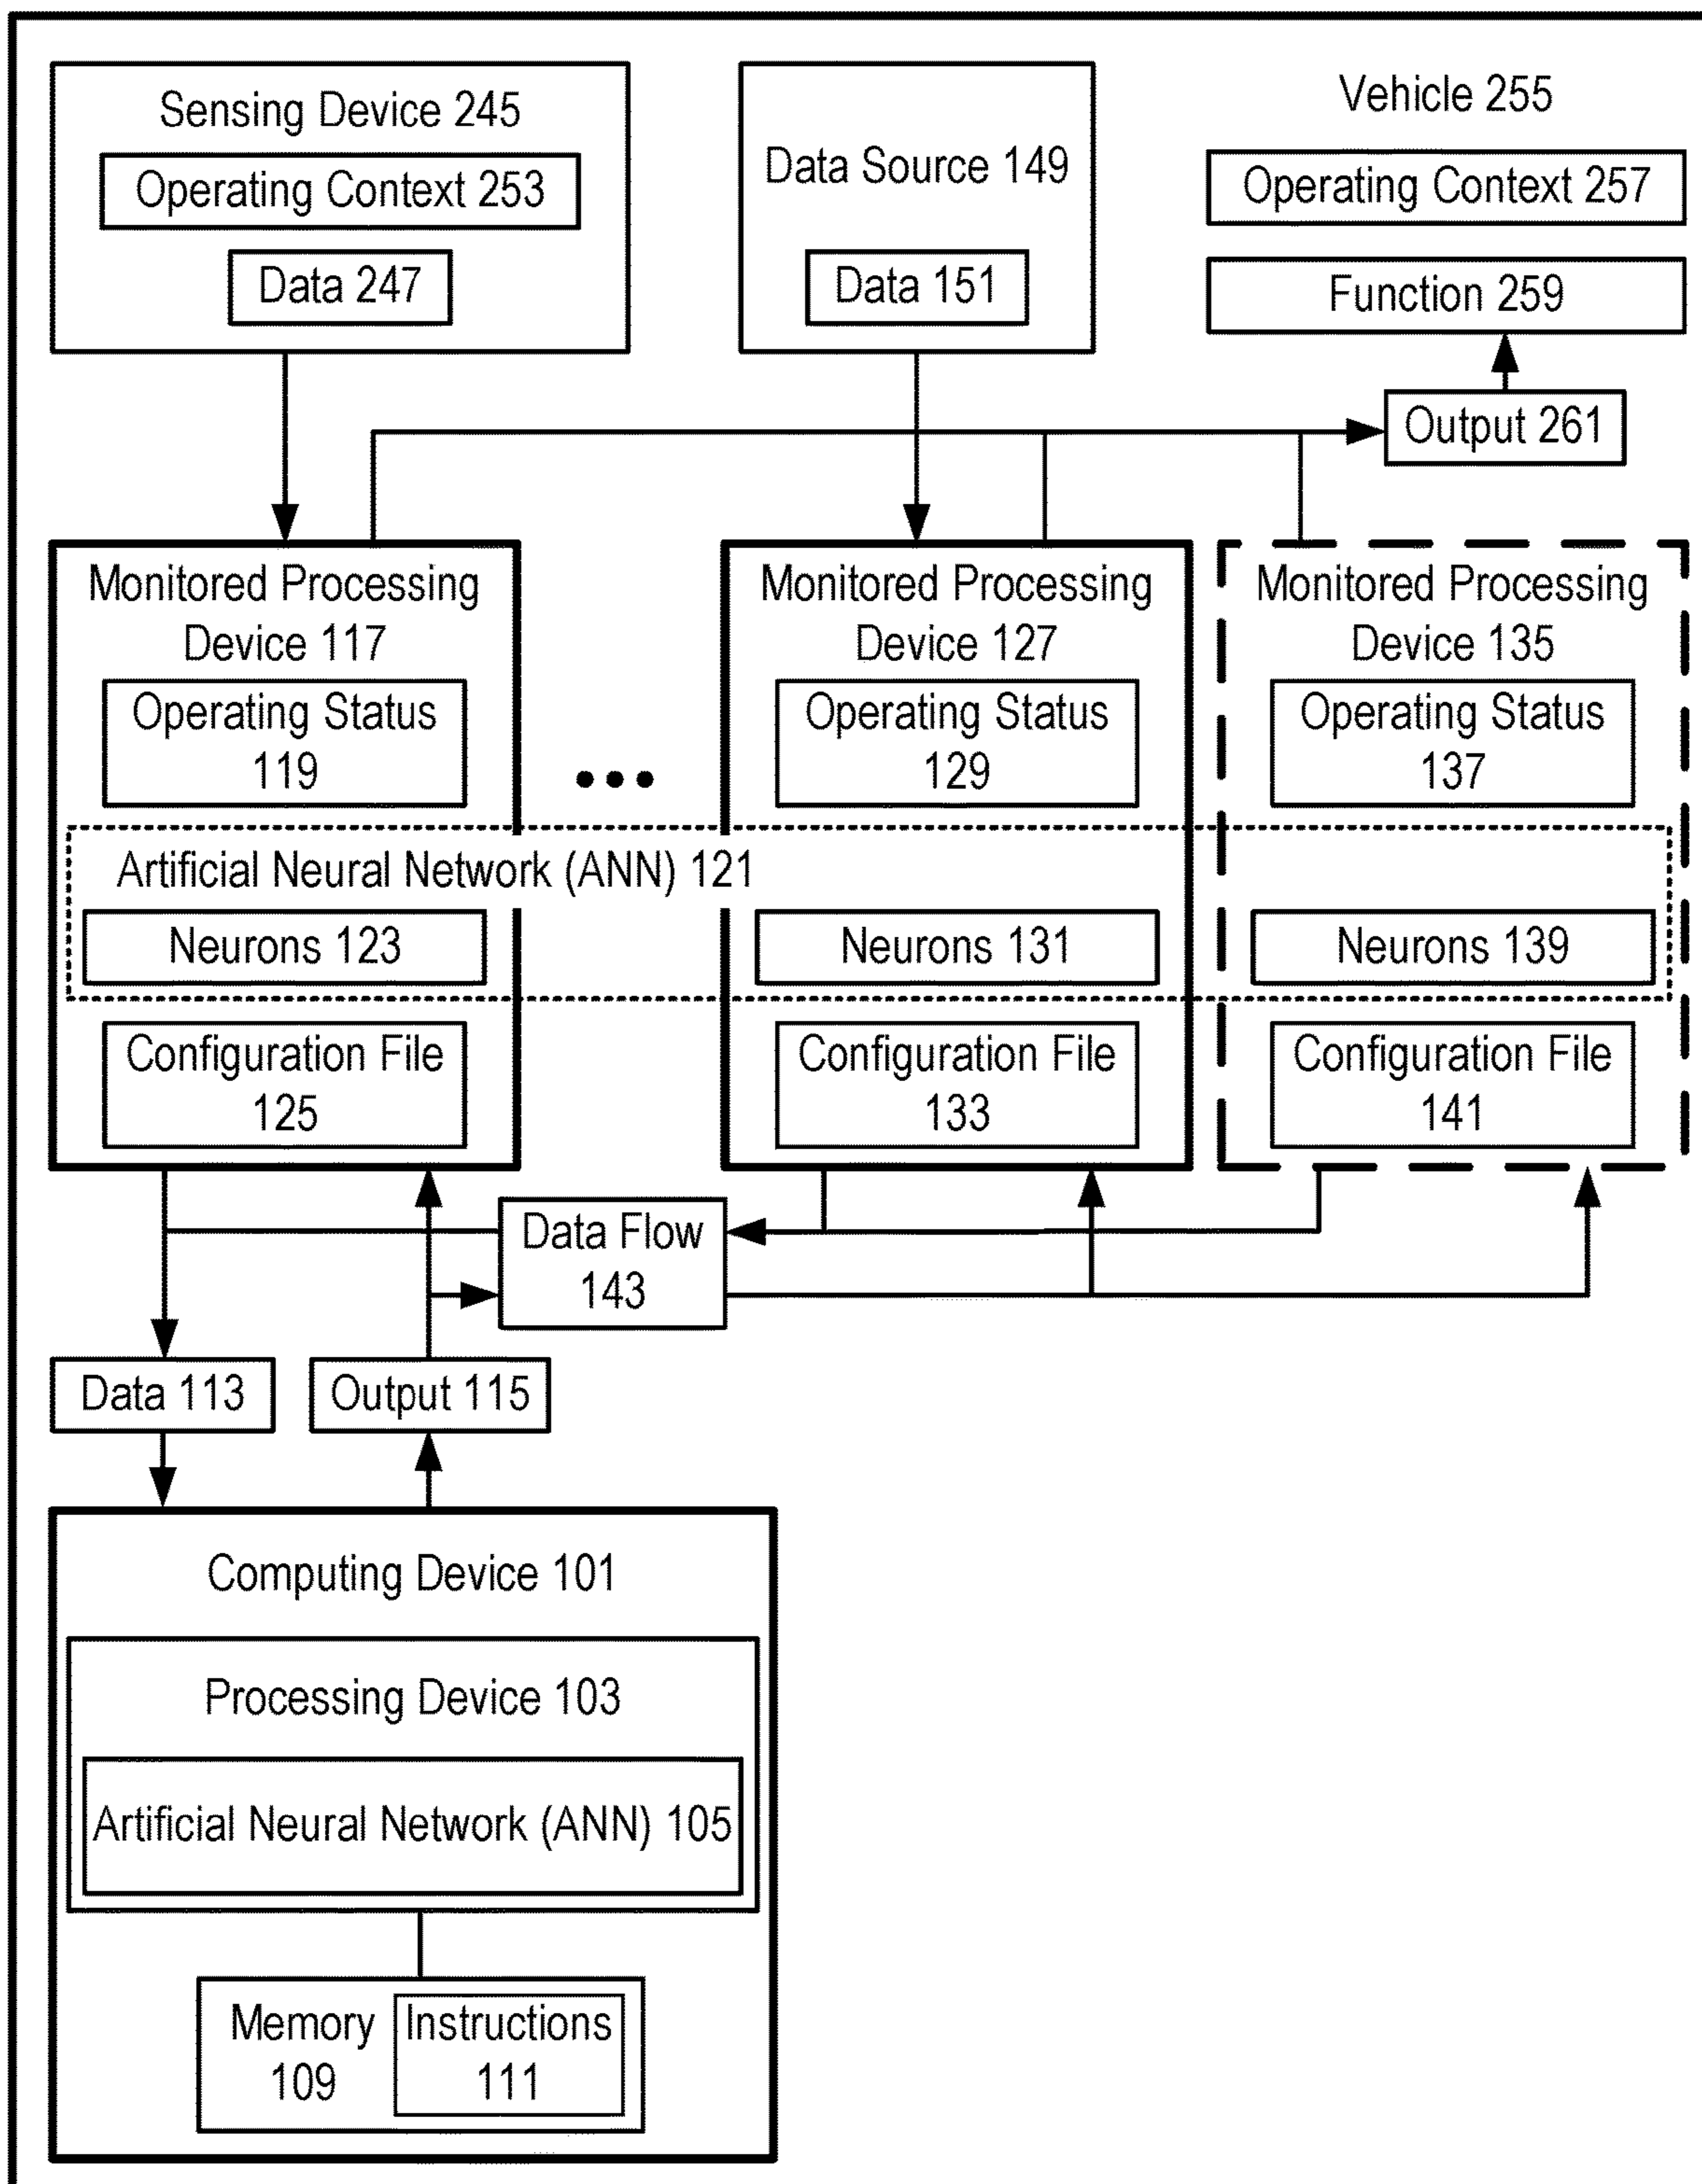 Sensing Device 245
Operating Context 253
Data 247
Data Source 149
Data 151
Vehicle 255
Operating Context 257
Function 259
Output 261
Monitored Processing
Device 117
Operating Status
119
Monitored Processing
Device 127
Operating Status
129
Monitored Processing
Device 135
Operating Status
137
Artificial Neural Network (ANN) 121
Neurons 123
Neurons 131
Neurons 139
Configuration File
125
Configuration File
133
Configuration File
141
Data Flow
143
Data 113
Output 115
Computing Device 101
Processing Device 103
Artificial Neural Network (ANN) 105
Memory
109
Instructions
111